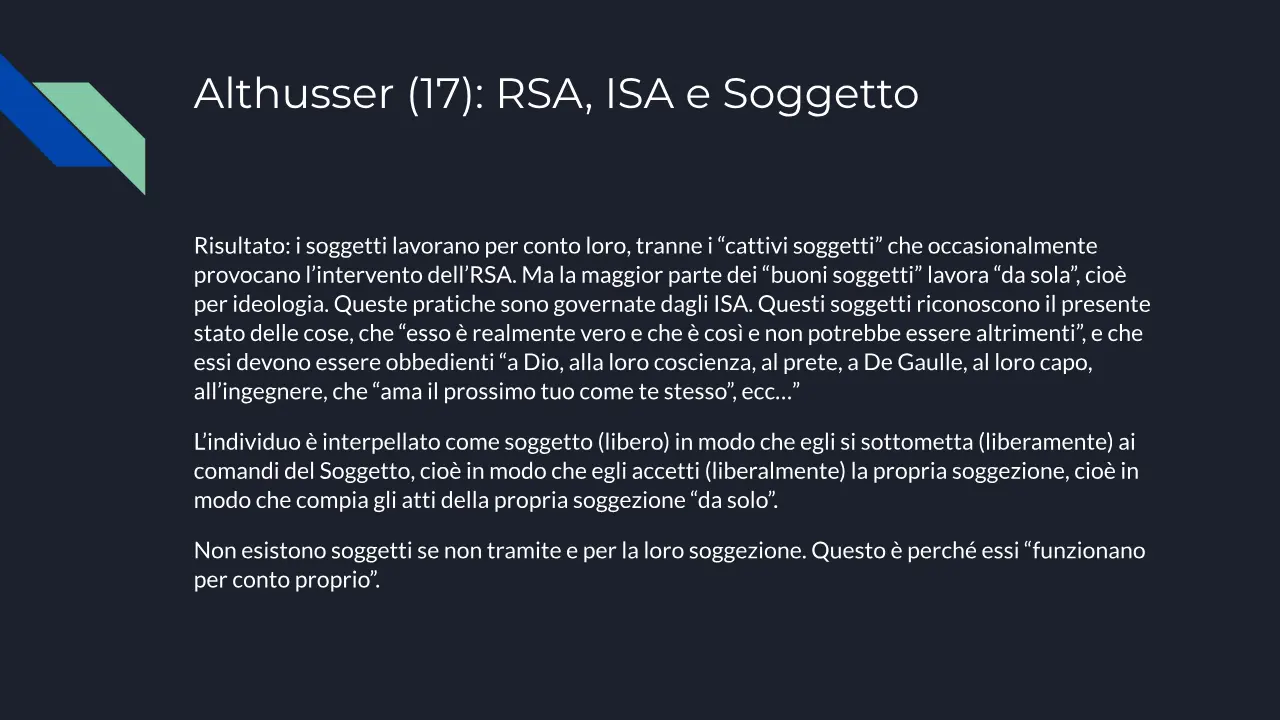 Althusser (17): RSA, ISA e Soggetto
Risultato: i soggetti lavorano per conto loro, tranne i “cattivi soggetti” che occasionalmente
provocano l’intervento dell’RSA. Ma la maggior parte dei “buoni soggetti” lavora “da sola”, cioè
per ideologia. Queste pratiche sono governate dagli ISA. Questi soggetti riconoscono il presente
stato delle cose, che “esso è realmente vero e che è così e non potrebbe essere altrimenti”, e che
essi devono essere obbedienti “a Dio, alla loro coscienza, al prete, a De Gaulle, al loro capo,
all’ingegnere, che “ama il prossimo tuo come te stesso”, ecc…”
L’individuo è interpellato come soggetto (libero) in modo che egli si sottometta (liberamente) ai
comandi del Soggetto, cioè in modo che egli accetti (liberalmente) la propria soggezione, cioè in
modo che compia gli atti della propria soggezione “da solo”.
Non esistono soggetti se non tramite e per la loro soggezione. Questo è perché essi “funzionano
per conto proprio”.